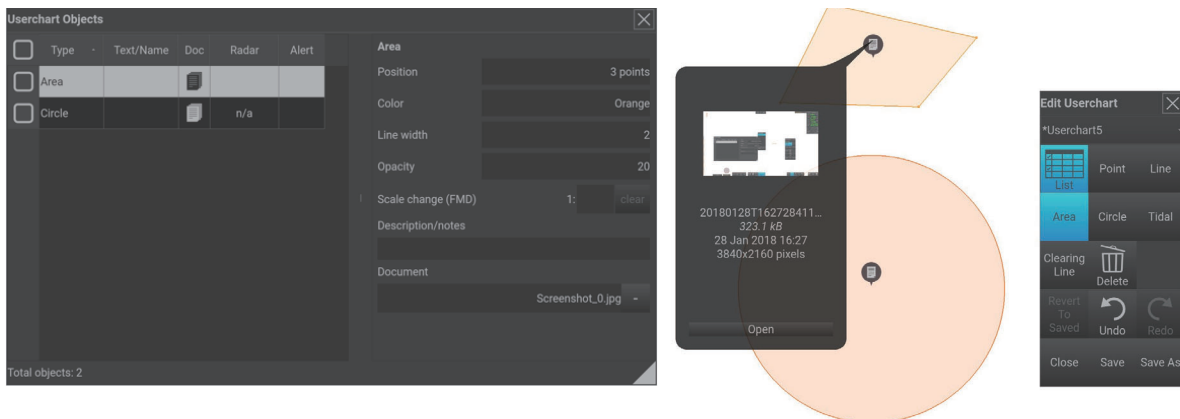 Userchart Objects
Type Text/Name Doc Radar Alert
Area
Circle n/a
Total objects: 2
Area
Position 3 points
Color Orange
Line width 2
Opacity 20
Scale change (FMD) 1: clear
Description/notes
Document
Screenshot_0.jpg -
20180128T162728411...
323.1 kB
28 Jan 2018 16:27
3840x2160 pixels
Open
Edit Userchart
*Userchart5
List Point Line
Area Circle Tidal
Clearing
Line
Delete
Revert
To
Saved
Undo Redo
Close Save Save As